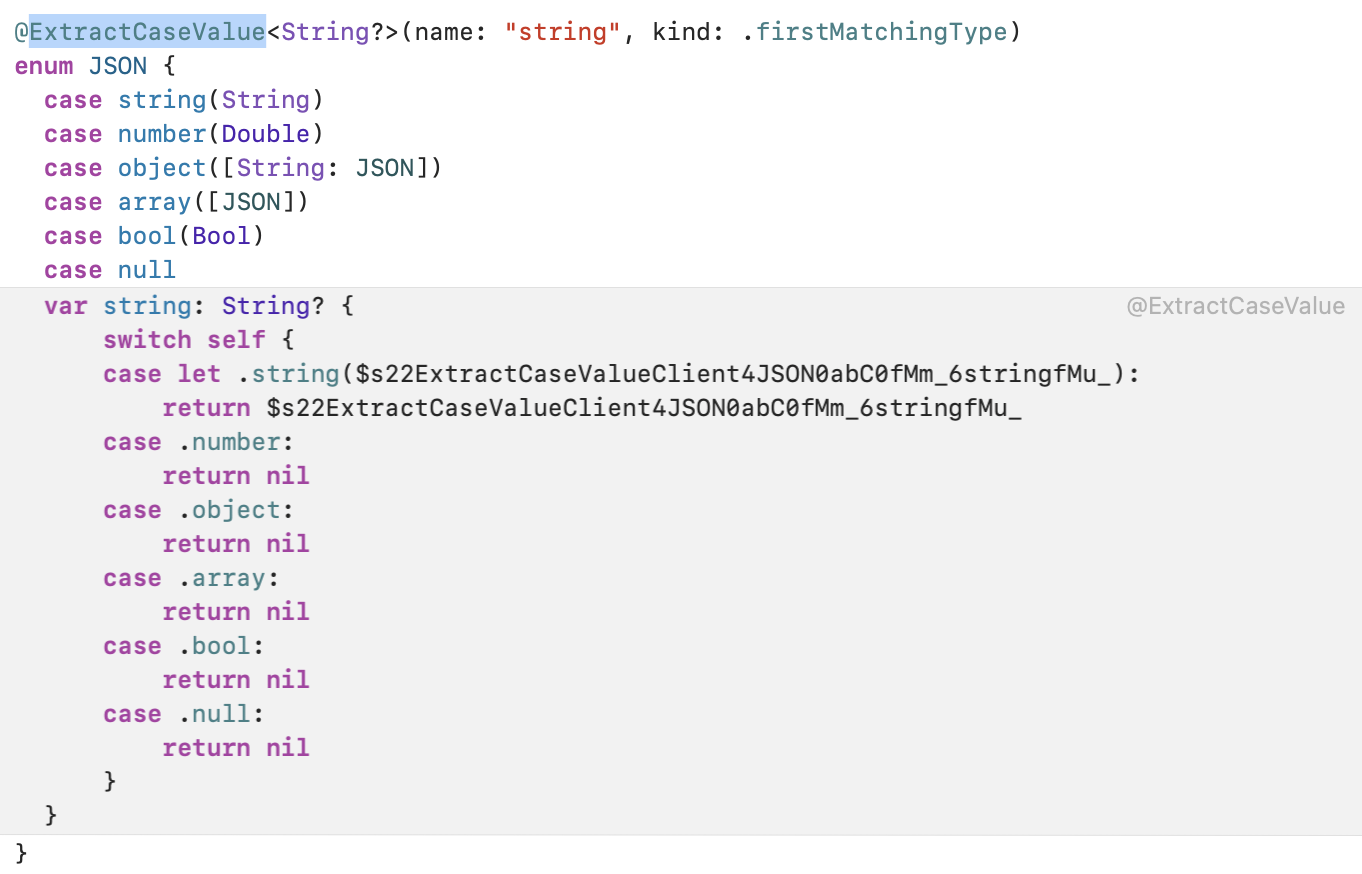 @ExtractCaseValue<String?>(name: "string", kind: .firstMatchingType)
enum JSON {
  case string(String)
  case number(Double)
  case object([String: JSON])
  case array([JSON])
  case bool(Bool)
  case null
  var string: String? { @ExtractCaseValue
      switch self {
      case let .string($s22ExtractCaseValueClient4JSON0abC0fMm_6stringfMu_):
          return $s22ExtractCaseValueClient4JSON0abC0fMm_6stringfMu_
      case .number:
          return nil
      case .object:
          return nil
      case .array:
          return nil
      case .bool:
          return nil
      case .null:
          return nil
      }
  }
}